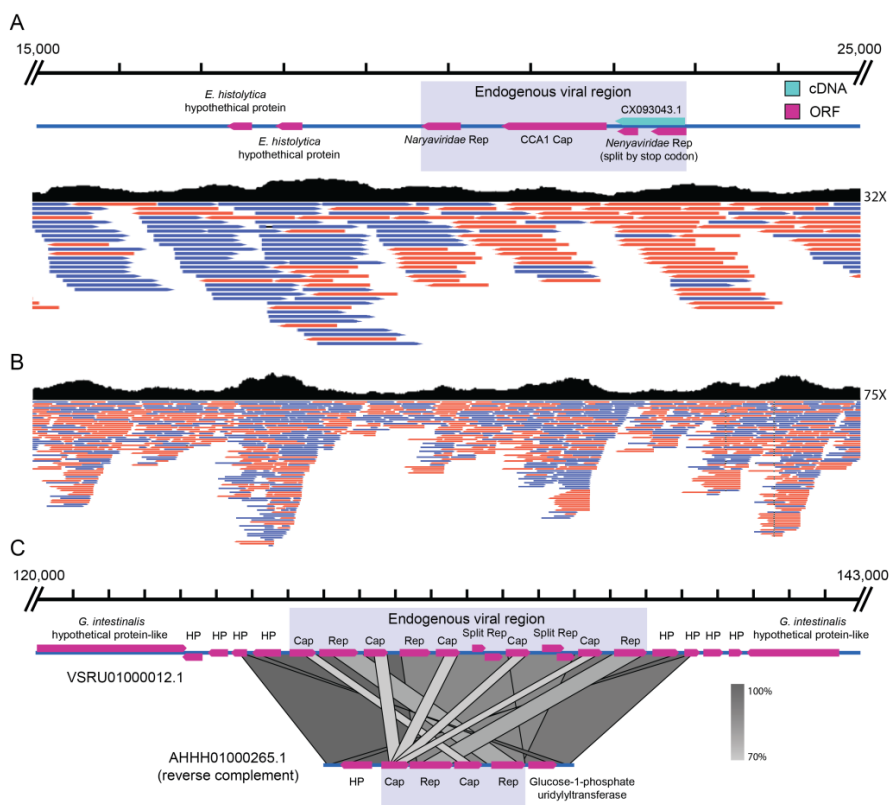 A
15,000
25,000
cDNA
ORF
E. histolytica
hypothethical protein
Endogenous viral region
CX093043.1
E. histolytica
hypothethical protein
Naryaviridae Rep
CCA1 Cap
Nenyaviridae Rep
(split by stop codon)
32X
B
75X
C
120,000
143,000
G. intestinalis
hypothetical protein-like
HP
HP
HP
HP
Endogenous viral region
Cap
Rep
Cap
Rep
Cap
Split Rep
Cap
Split Rep
Cap
Rep
HP
HP
HP
HP
G. intestinalis
hypothetical protein-like
VSRU01000012.1
100%
70%
AHHH01000265.1
(reverse complement)
HP
Cap
Rep
Cap
Rep
Glucose-1-phosphate
uridylyltransferase